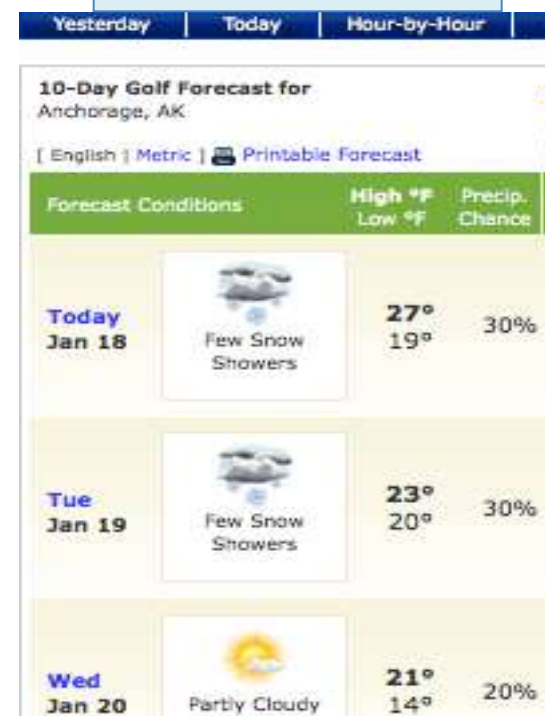 Yesterday | Today | Hour-by-Hour |
10-Day Golf Forecast for
Anchorage, AK
[ English | Metric ] Printable Forecast
Forecast Conditions High °F Precip.
Low °F Chance
Today 27° 30%
Jan 18 Few Snow 19°
Showers
Tue 23° 30%
Jan 19 Few Snow 20°
Showers
Wed 21° 20%
Jan 20 Partly Cloudy 14°